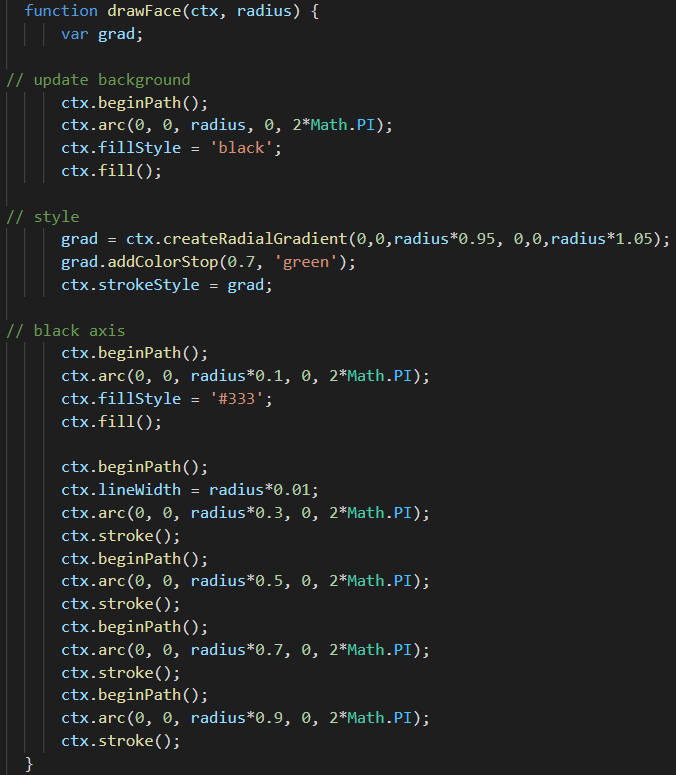 function drawFace(ctx, radius) {
var grad;
// update background
ctx.beginPath();
ctx.arc(0, 0, radius, 0, 2*Math.PI);
ctx.fillStyle = 'black';
ctx.fill();
// style
grad = ctx.createRadialGradient(0,0,radius*0.95, 0,0,radius*1.05);
grad.addColorStop(0.7, 'green');
ctx.strokeStyle = grad;
// black axis
ctx.beginPath();
ctx.arc(0, 0, radius*0.1, 0, 2*Math.PI);
ctx.fillStyle = '#333';
ctx.fill();
ctx.beginPath();
ctx.lineWidth = radius*0.01;
ctx.arc(0, 0, radius*0.3, 0, 2*Math.PI);
ctx.stroke();
ctx.beginPath();
ctx.arc(0, 0, radius*0.5, 0, 2*Math.PI);
ctx.stroke();
ctx.beginPath();
ctx.arc(0, 0, radius*0.7, 0, 2*Math.PI);
ctx.stroke();
ctx.beginPath();
ctx.arc(0, 0, radius*0.9, 0, 2*Math.PI);
ctx.stroke();
}